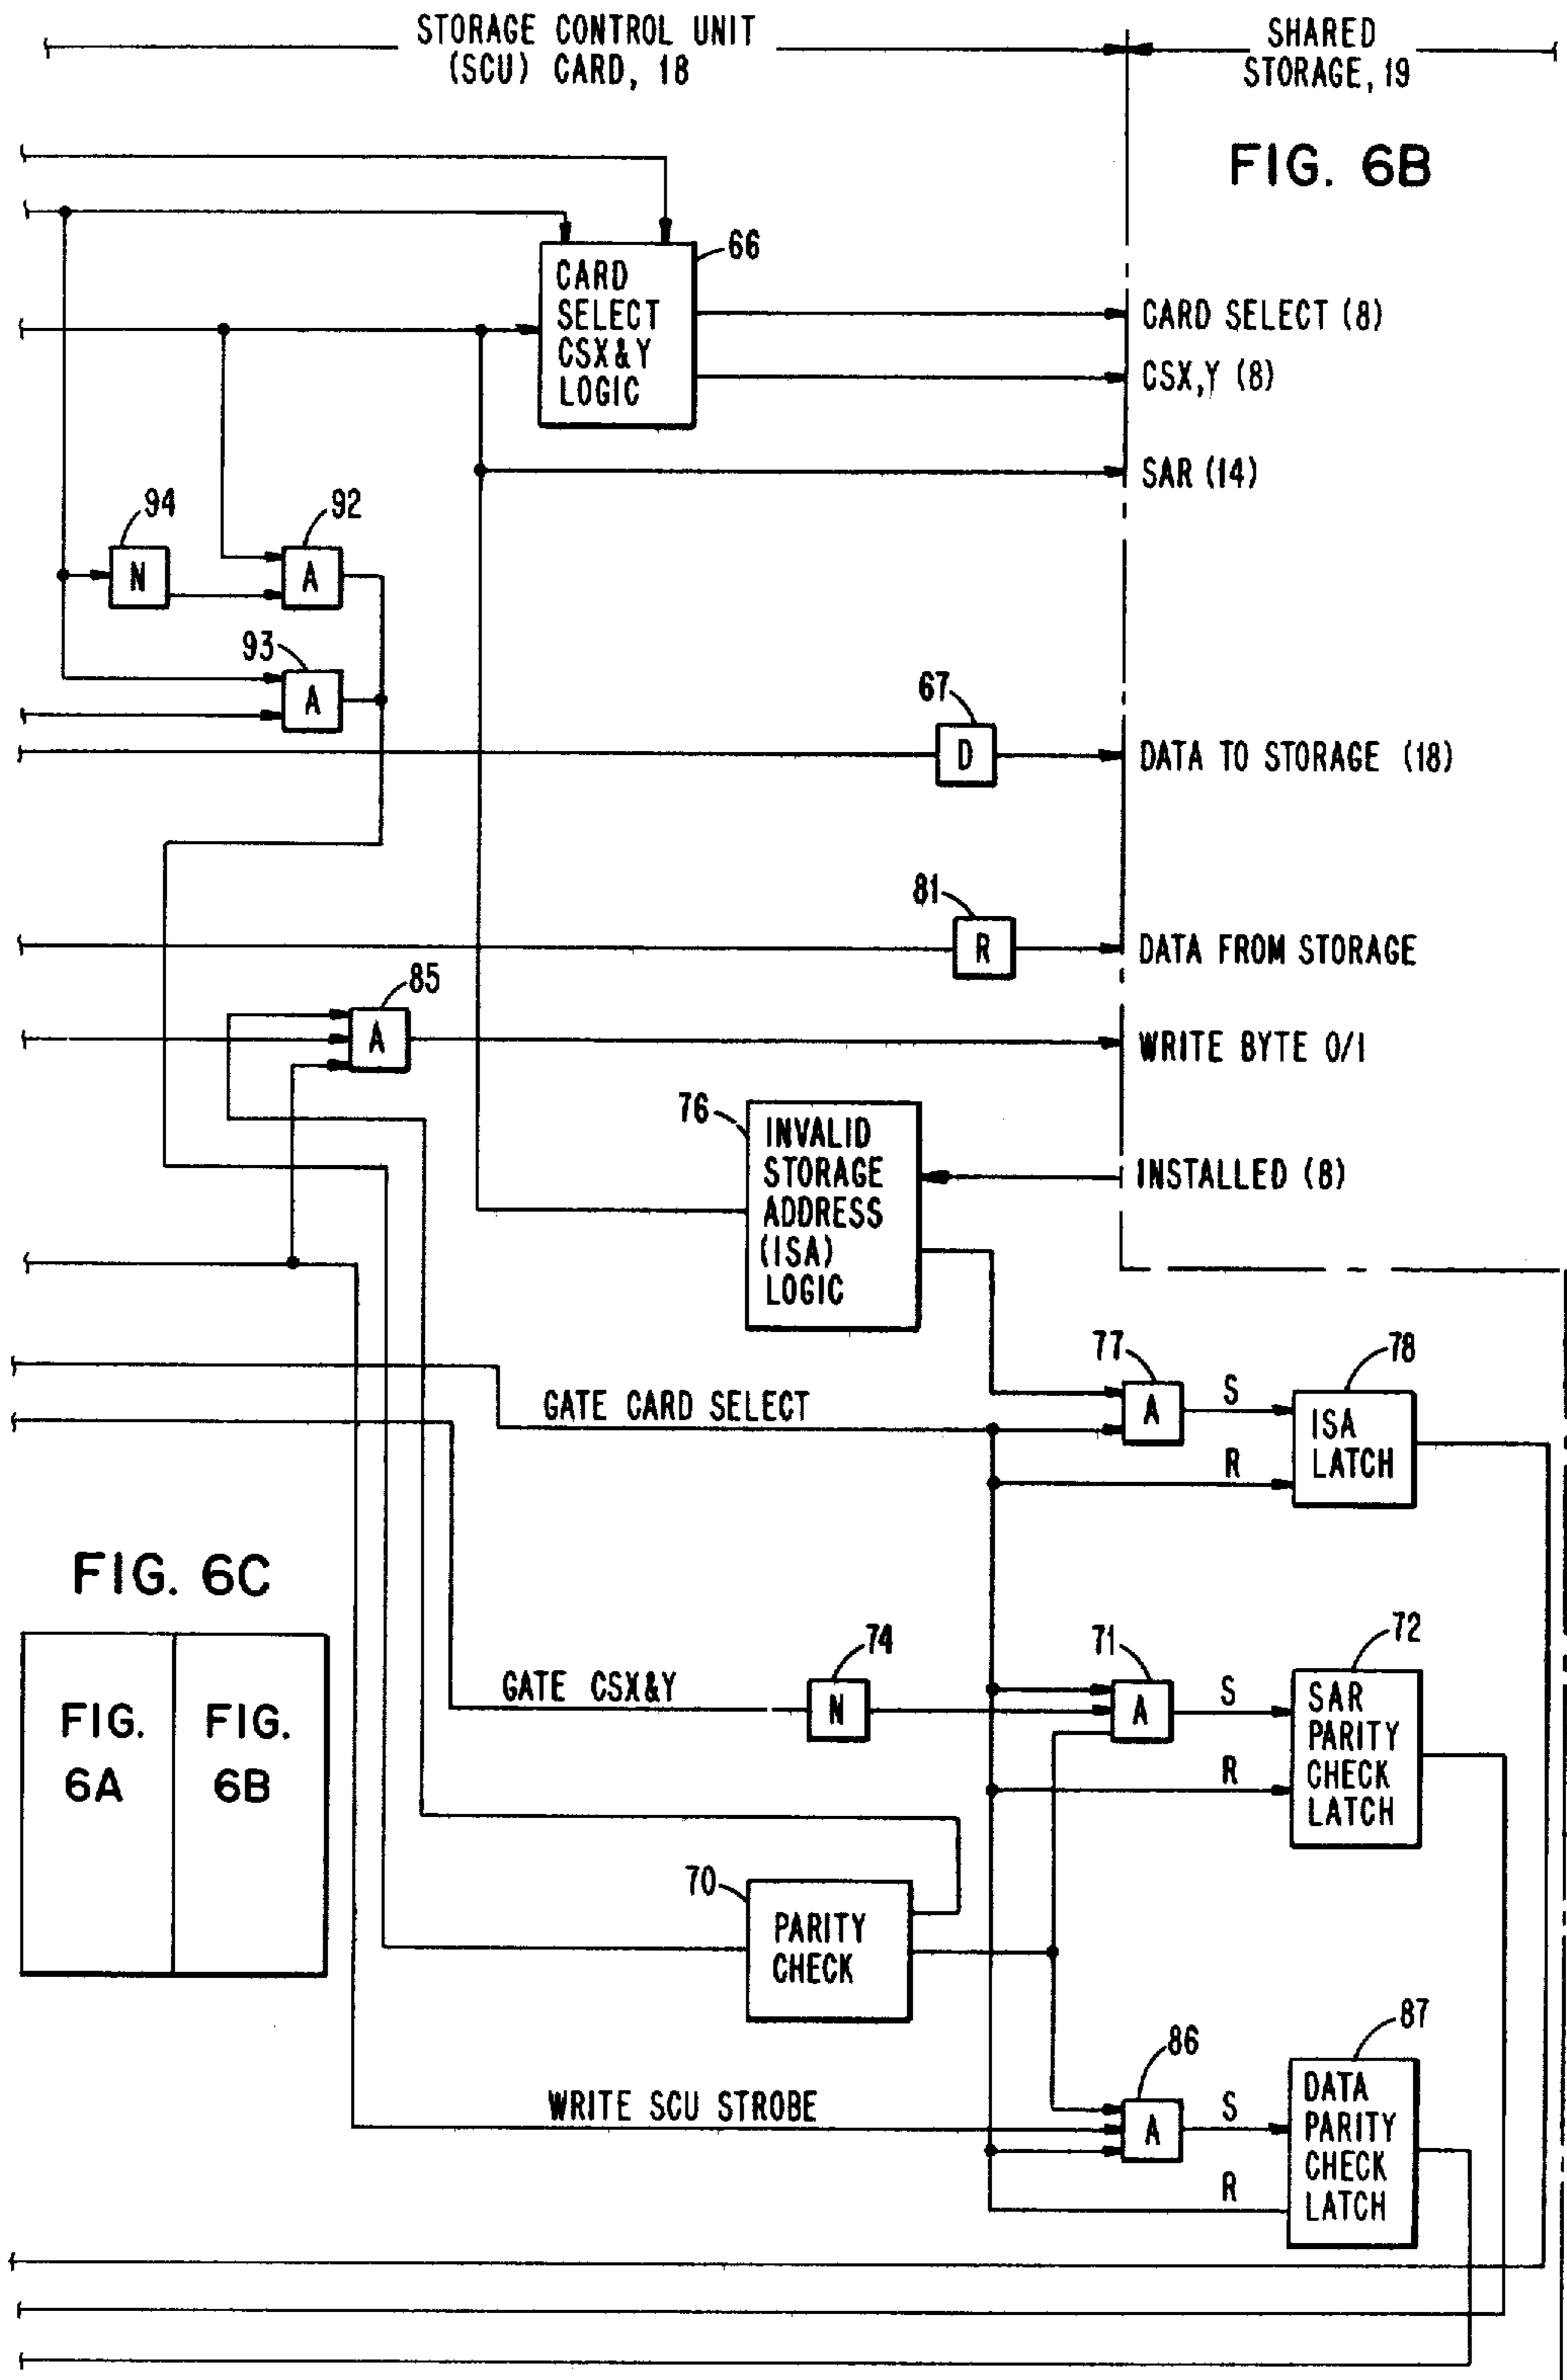 STORAGE CONTROL UNIT
(SCU) CARD, 18
SHARED
STORAGE, 19
FIG. 6B
66
CARD
SELECT
CSX&Y
LOGIC
CARD SELECT (8)
CSX,Y (8)
SAR (14)
94
N
92
A
93
A
67
D
DATA TO STORAGE (18)
81
R
DATA FROM STORAGE
85
A
WRITE BYTE 0/1
76
INVALID
STORAGE
ADDRESS
(ISA)
LOGIC
INSTALLED (8)
77
A
S
78
ISA
LATCH
R
GATE CARD SELECT
FIG. 6C
FIG.
6A
FIG.
6B
GATE CSX&Y
74
N
71
A
S
72
SAR
PARITY
CHECK
LATCH
R
70
PARITY
CHECK
WRITE SCU STROBE
86
A
S
87
DATA
PARITY
CHECK
LATCH
R